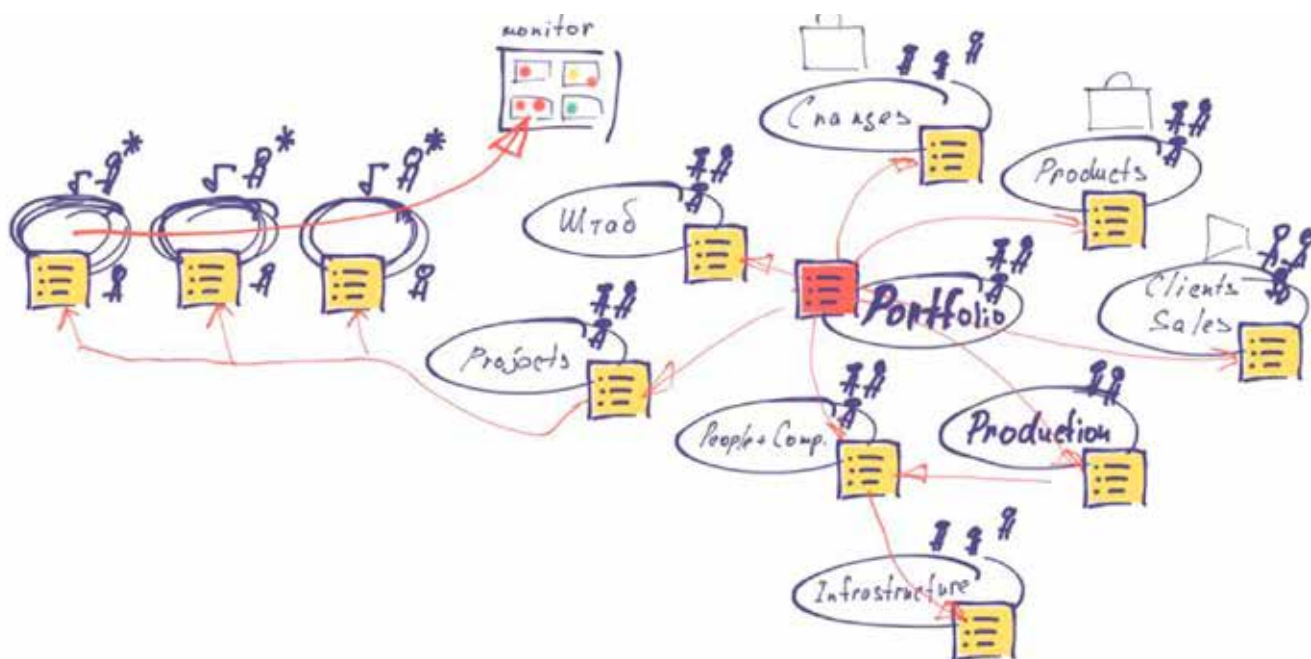 monitor
Changes
Products
Штаб
Clients
Sales
Portfolio
Projects
People + Comp.
Production
Infrastructure